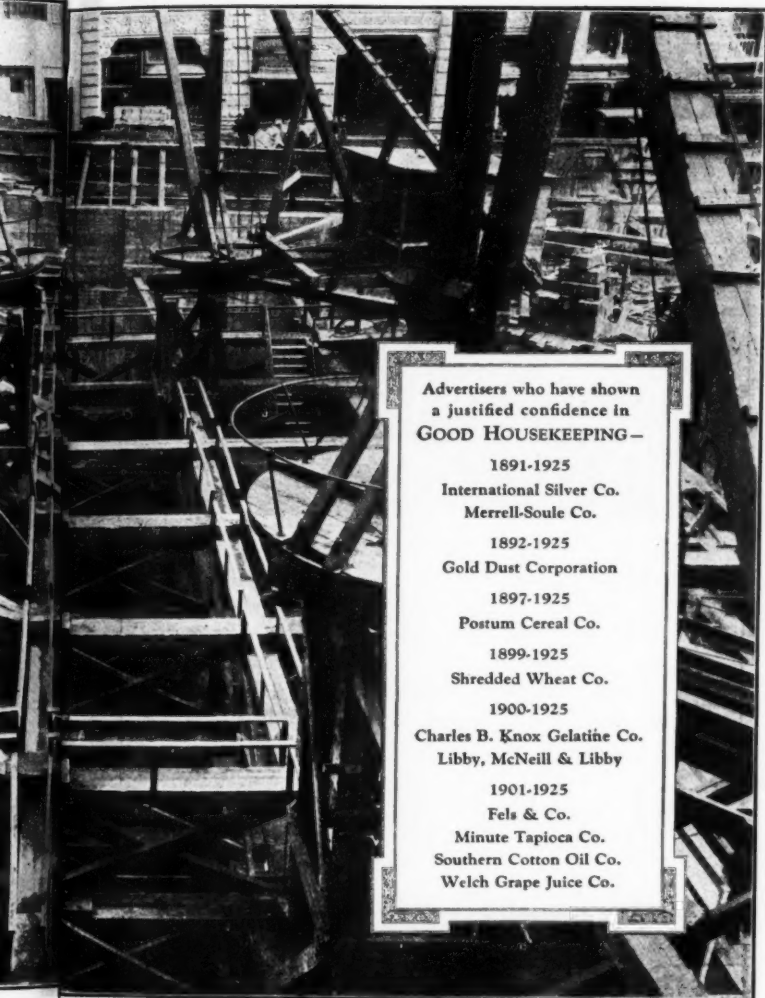 Advertisers who have shown
a justified confidence in
GOOD HOUSEKEEPING—
1891-1925
International Silver Co.
Merrell-Soule Co.
1892-1925
Gold Dust Corporation
1897-1925
Postum Cereal Co.
1899-1925
Shredded Wheat Co.
1900-1925
Charles B. Knox Gelatine Co.
Libby, McNeill & Libby
1901-1925
Fels & Co.
Minute Tapioca Co.
Southern Cotton Oil Co.
Welch Grape Juice Co.